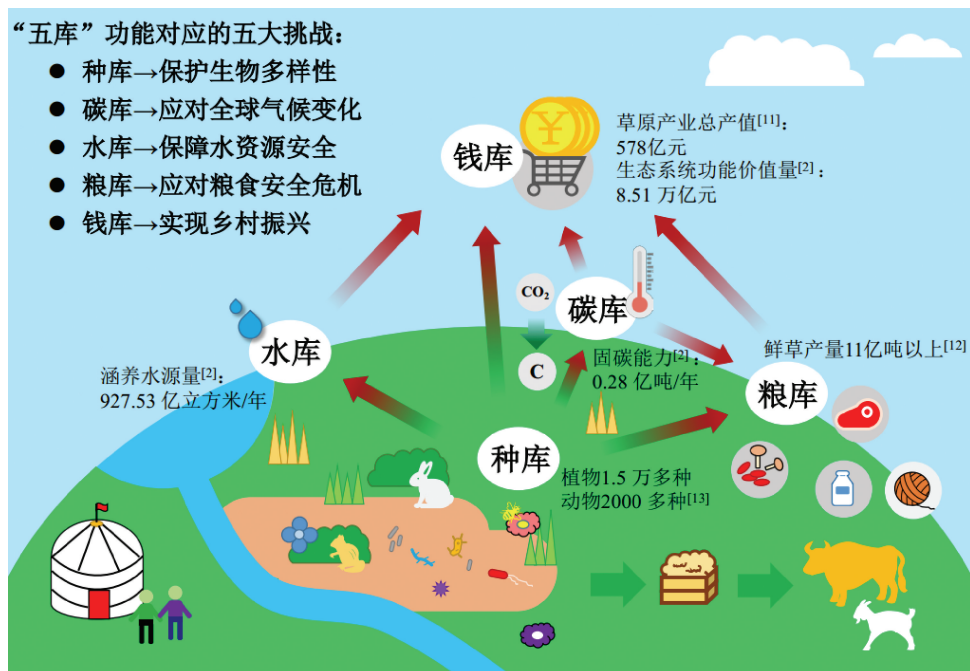 “五库”功能对应的五大挑战：
● 种库→保护生物多样性
● 碳库→应对全球气候变化
● 水库→保障水资源安全
● 粮库→应对粮食安全危机
● 钱库→实现乡村振兴
钱库
¥
草原产业总产值[11]：
578亿元
生态系统功能价值量[2]：
8.51 万亿元
CO₂
碳库
水库
C
固碳能力[2]：
0.28 亿吨/年
鲜草产量11亿吨以上[12]
粮库
涵养水源量[2]：
927.53 亿立方米/年
种库
植物1.5 万多种
动物2000 多种[13]